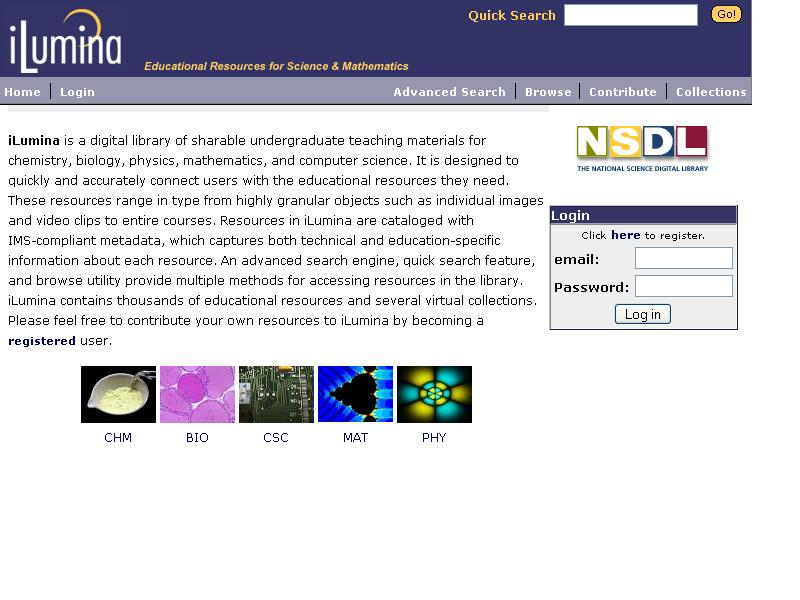 iLumina
Educational Resources for Science & Mathematics
Quick Search
Go!
Home
Login
Advanced Search
Browse
Contribute
Collections
iLumina is a digital library of sharable undergraduate teaching materials for
chemistry, biology, physics, mathematics, and computer science. It is designed to
quickly and accurately connect users with the educational resources they need.
These resources range in type from highly granular objects such as individual images
and video clips to entire courses. Resources in iLumina are cataloged with
IMS-compliant metadata, which captures both technical and education-specific
information about each resource. An advanced search engine, quick search feature,
and browse utility provide multiple methods for accessing resources in the library.
iLumina contains thousands of educational resources and several virtual collections.
Please feel free to contribute your own resources to iLumina by becoming a
registered user.
NSDL
THE NATIONAL SCIENCE DIGITAL LIBRARY
Login
Click here to register.
email:
Password:
Log in
CHM
BIO
CSC
MAT
PHY